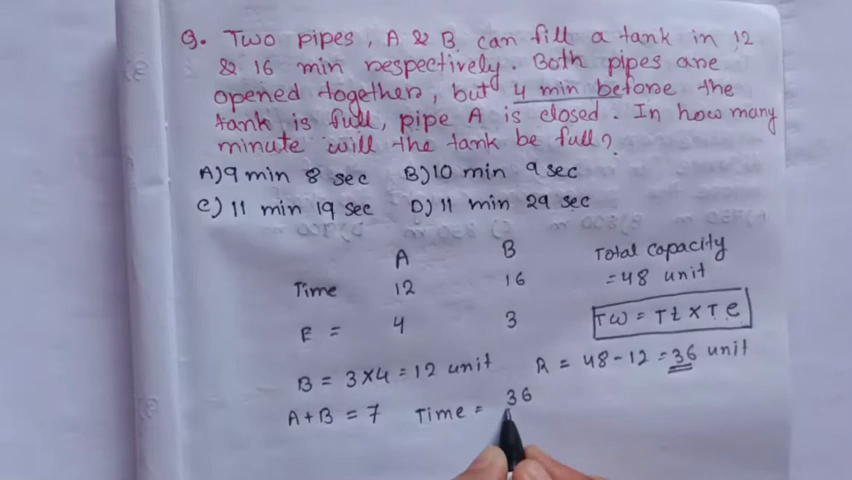 Q. Two pipes, A & B can fill a tank in 12
& 16 min respectively. Both pipes are
opened together, but 4 min before the
tank is full, pipe A is closed. In how many
minute will the tank be full?
A) 9 min 8 sec B) 10 min 9 sec
C) 11 min 19 sec D) 11 min 29 sec
A B Total capacity
Time 12 16 = 48 unit
E = 4 3 TW = Tt x Te
B = 3x4 = 12 unit R = 48-12 = 36 unit
A+B = 7 Time = 36